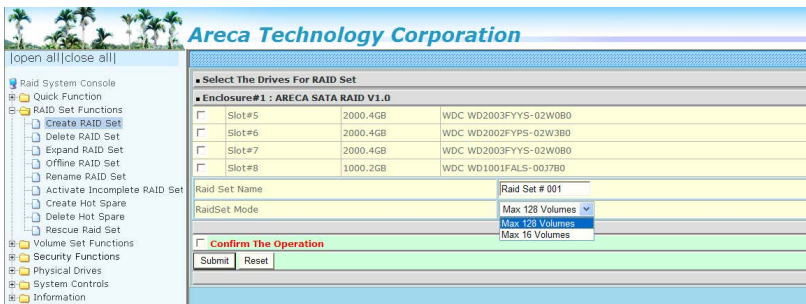 Areca Technology Corporation
|open all|close all|
Raid System Console
Quick Function
RAID Set Functions
Create RAID Set
Delete RAID Set
Expand RAID Set
Offline RAID Set
Rename RAID Set
Activate Incomplete RAID Set
Create Hot Spare
Delete Hot Spare
Rescue Raid Set
Volume Set Functions
Security Functions
Physical Drives
System Controls
Information
Select The Drives For RAID Set
Enclosure#1 : ARECA SATA RAID V1.0
Slot#5 2000.4GB WDC WD2003FYYS-02W0B0
Slot#6 2000.4GB WDC WD2002FYPS-02W3B0
Slot#7 2000.4GB WDC WD2003FYYS-02W0B0
Slot#8 1000.2GB WDC WD1001FALS-00J7B0
Raid Set Name Raid Set # 001
RaidSet Mode Max 128 Volumes
Max 128 Volumes
Max 16 Volumes
Confirm The Operation
Submit Reset